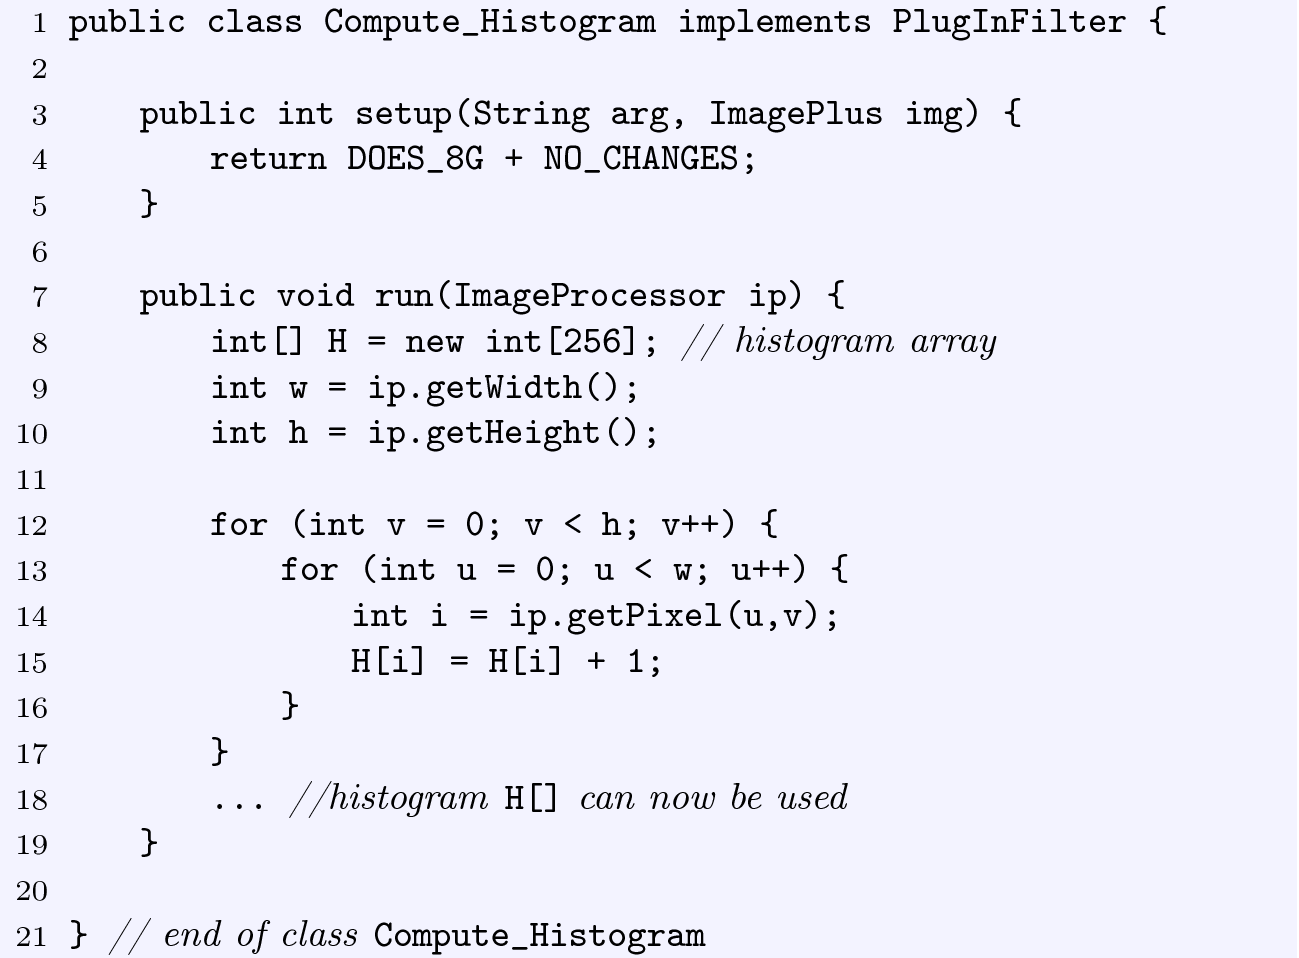 1 public class Compute_Histogram implements PlugInFilter {
2
3     public int setup(String arg, ImagePlus img) {
4         return DOES_8G + NO_CHANGES;
5     }
6
7     public void run(ImageProcessor ip) {
8         int[] H = new int[256]; // histogram array
9         int w = ip.getWidth();
10         int h = ip.getHeight();
11
12         for (int v = 0; v < h; v++) {
13             for (int u = 0; u < w; u++) {
14                 int i = ip.getPixel(u,v);
15                 H[i] = H[i] + 1;
16             }
17         }
18         ... //histogram H[] can now be used
19     }
20
21 } // end of class Compute_Histogram